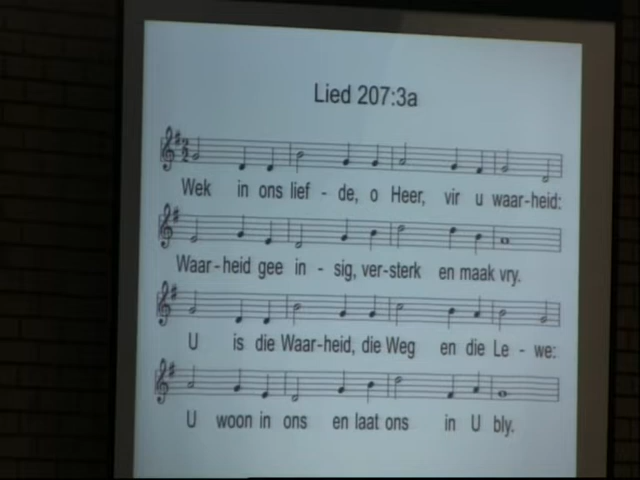 Lied 207:3a
Wek in ons lief - de, o Heer, vir u waar-heid:
Waar-heid gee in - sig, ver-sterk en maak vry.
U is die Waar-heid, die Weg en die Le - we:
U woon in ons en laat ons in U bly.